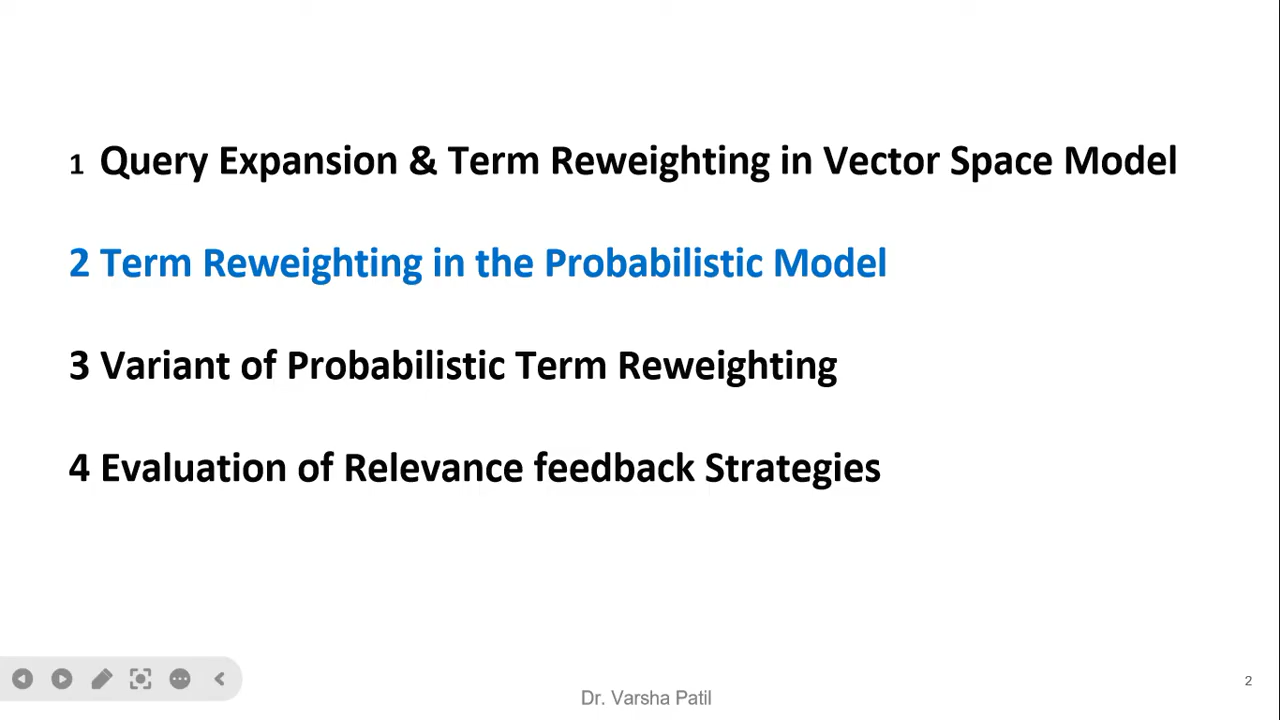 1 Query Expansion & Term Reweighting in Vector Space Model
2 Term Reweighting in the Probabilistic Model
3 Variant of Probabilistic Term Reweighting
4 Evaluation of Relevance feedback Strategies
Dr. Varsha Patil
2